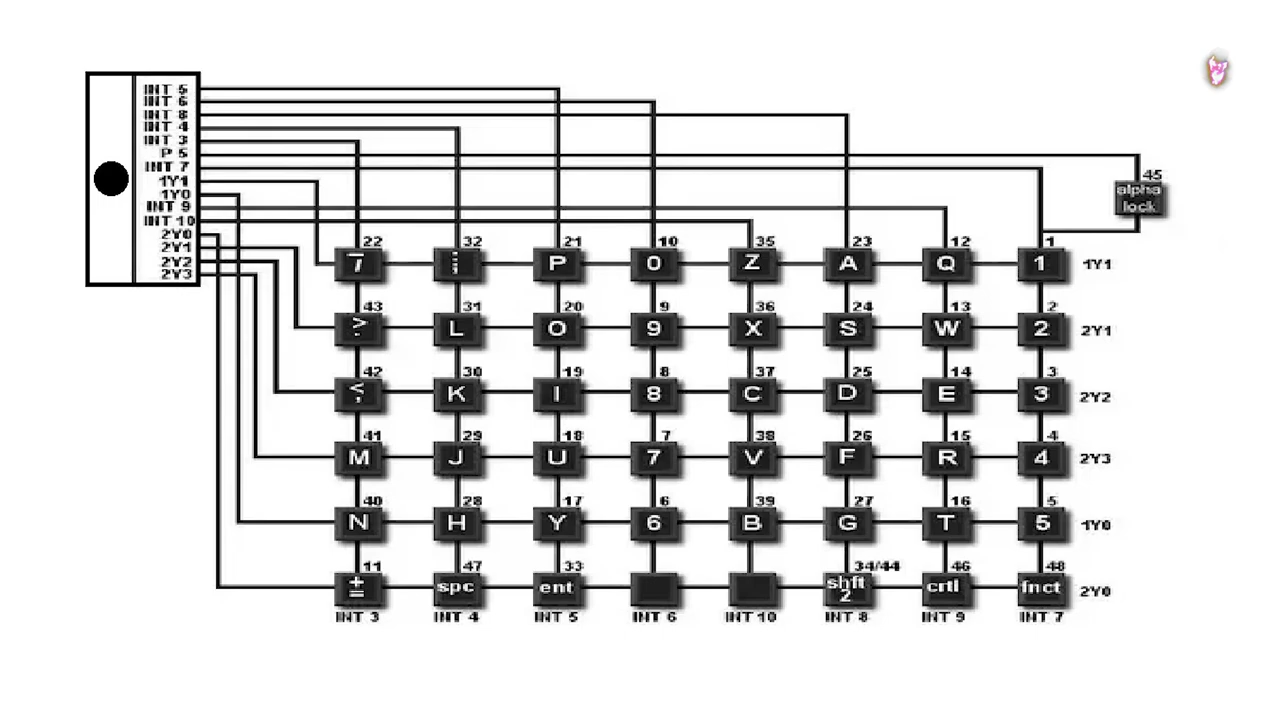 INT 5
INT 6
INT 8
INT 4
INT 3
P 5
INT 7
1Y1
1Y0
INT 9
INT 10
2Y0
2Y1
2Y2
2Y3
45
alpha
lock
22 32 21 10 35 23 12 1
P 0 Z A Q 1 1Y1
43 31 20 9 36 24 13 2
> . L O 9 X S W 2 2Y1
42 30 19 8 37 25 14 3
< , K I 8 C D E 3 2Y2
41 29 18 7 38 26 15 4
M J U 7 V F R 4 2Y3
40 28 17 6 39 27 16 5
N H Y 6 B G T 5 1Y0
11 47 33 34/44 46 48
± = spc ent shft 2 crtl fnct 2Y0
INT 3 INT 4 INT 5 INT 6 INT 10 INT 8 INT 9 INT 7